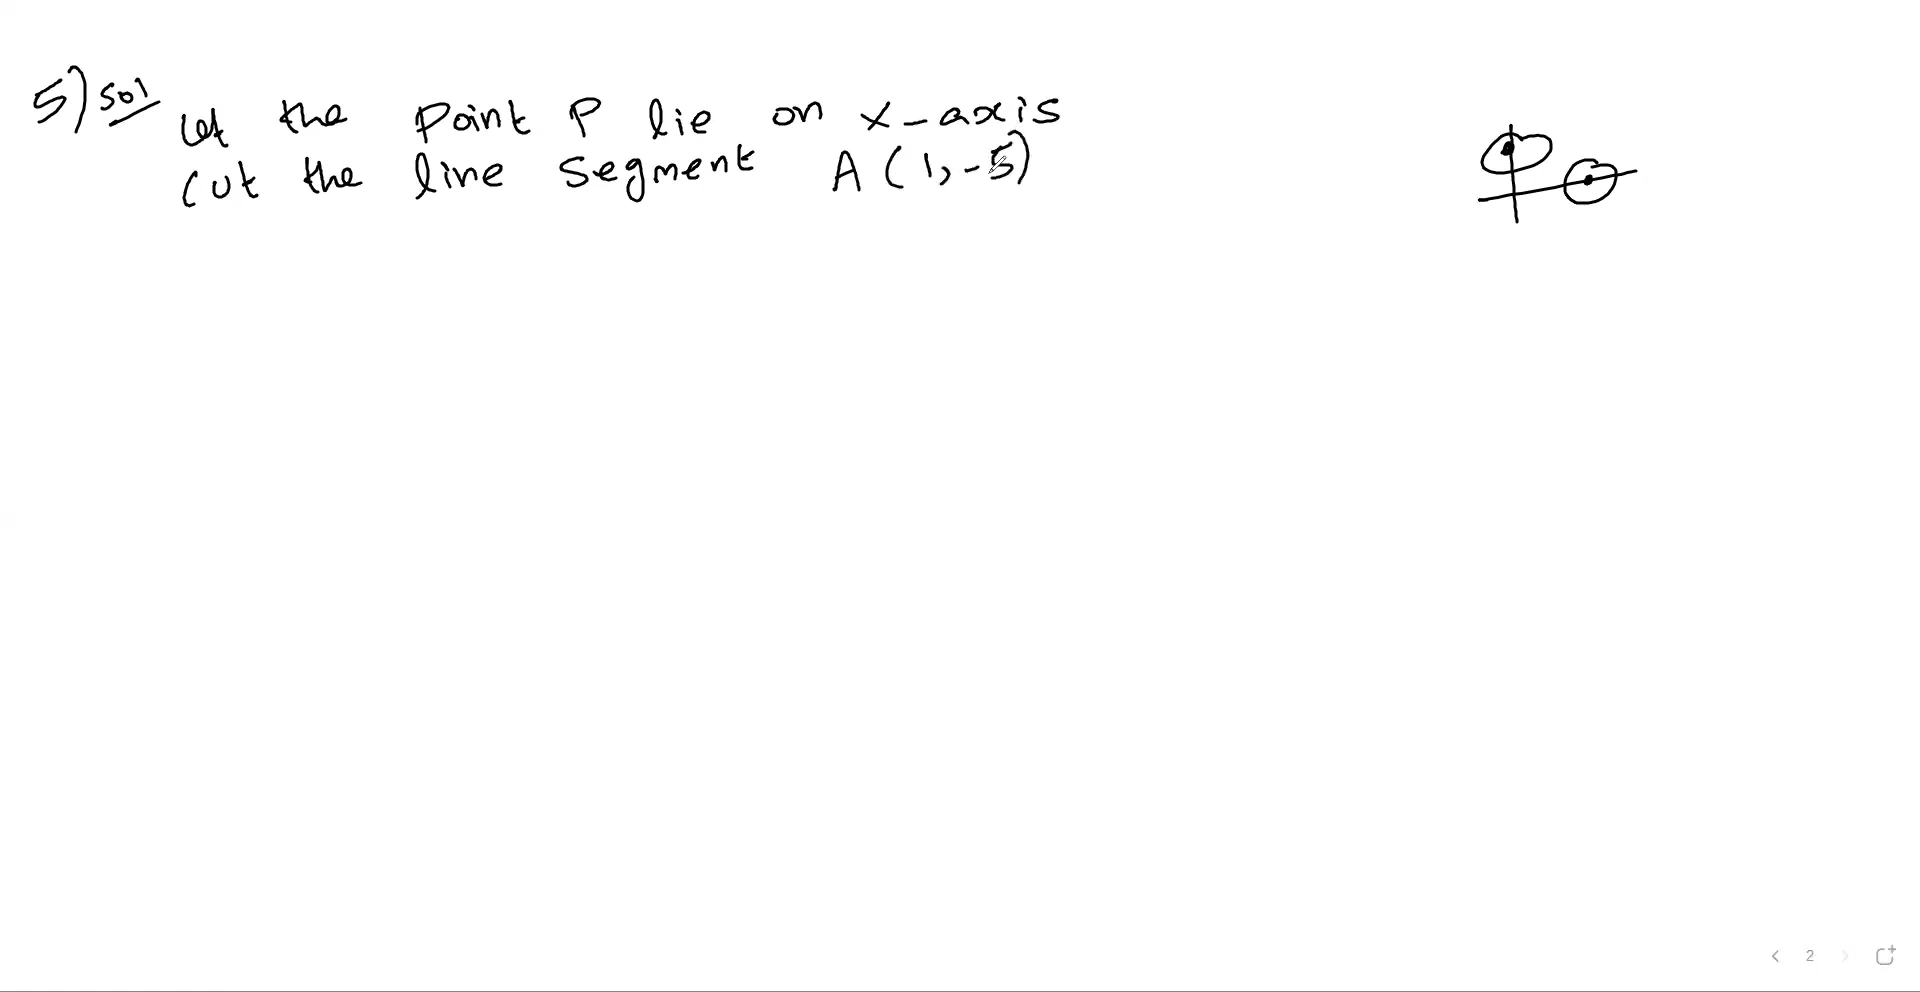 5) Sol
Let the Point P lie on x-axis
cut the line segment A(1,-5)
2